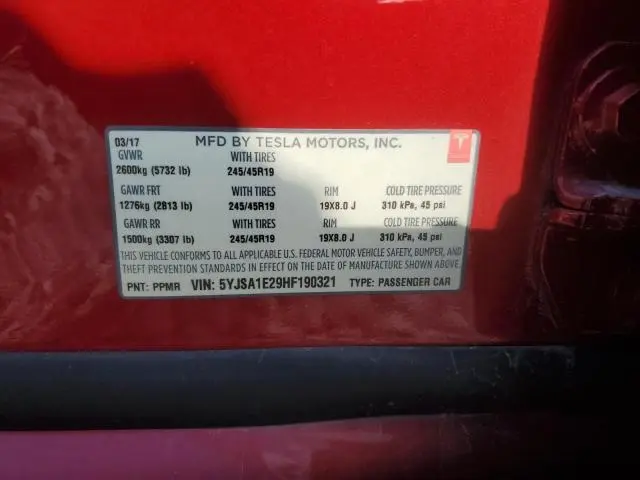 03/17 MFD BY TESLA MOTORS, INC.
GVWR WITH TIRES
2600kg (5732 lb) 245/45R19
GAWR FRT WITH TIRES RIM COLD TIRE PRESSURE
1276kg (2813 lb) 245/45R19 19X8.0 J 310 kPa, 45 psi
GAWR RR WITH TIRES RIM COLD TIRE PRESSURE
1500kg (3307 lb) 245/45R19 19X8.0 J 310 kPa, 45 psi
THIS VEHICLE CONFORMS TO ALL APPLICABLE U.S. FEDERAL MOTOR VEHICLE SAFETY, BUMPER, AND
THEFT PREVENTION STANDARDS IN EFFECT ON THE DATE OF MANUFACTURE SHOWN ABOVE.
PNT: PPMR VIN: 5YJSA1E29HF190321 TYPE: PASSENGER CAR